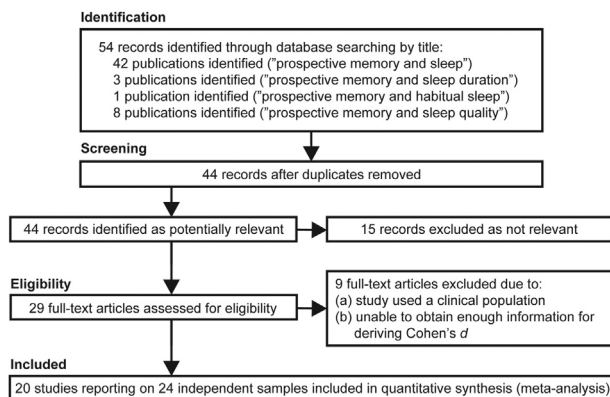 Identification
54 records identified through database searching by title:
42 publications identified ("prospective memory and sleep")
3 publications identified ("prospective memory and sleep duration")
1 publication identified ("prospective memory and habitual sleep")
8 publications identified ("prospective memory and sleep quality")
Screening
44 records after duplicates removed
44 records identified as potentially relevant
15 records excluded as not relevant
Eligibility
29 full-text articles assessed for eligibility
9 full-text articles excluded due to:
(a) study used a clinical population
(b) unable to obtain enough information for
deriving Cohen's d
Included
20 studies reporting on 24 independent samples included in quantitative synthesis (meta-analysis)